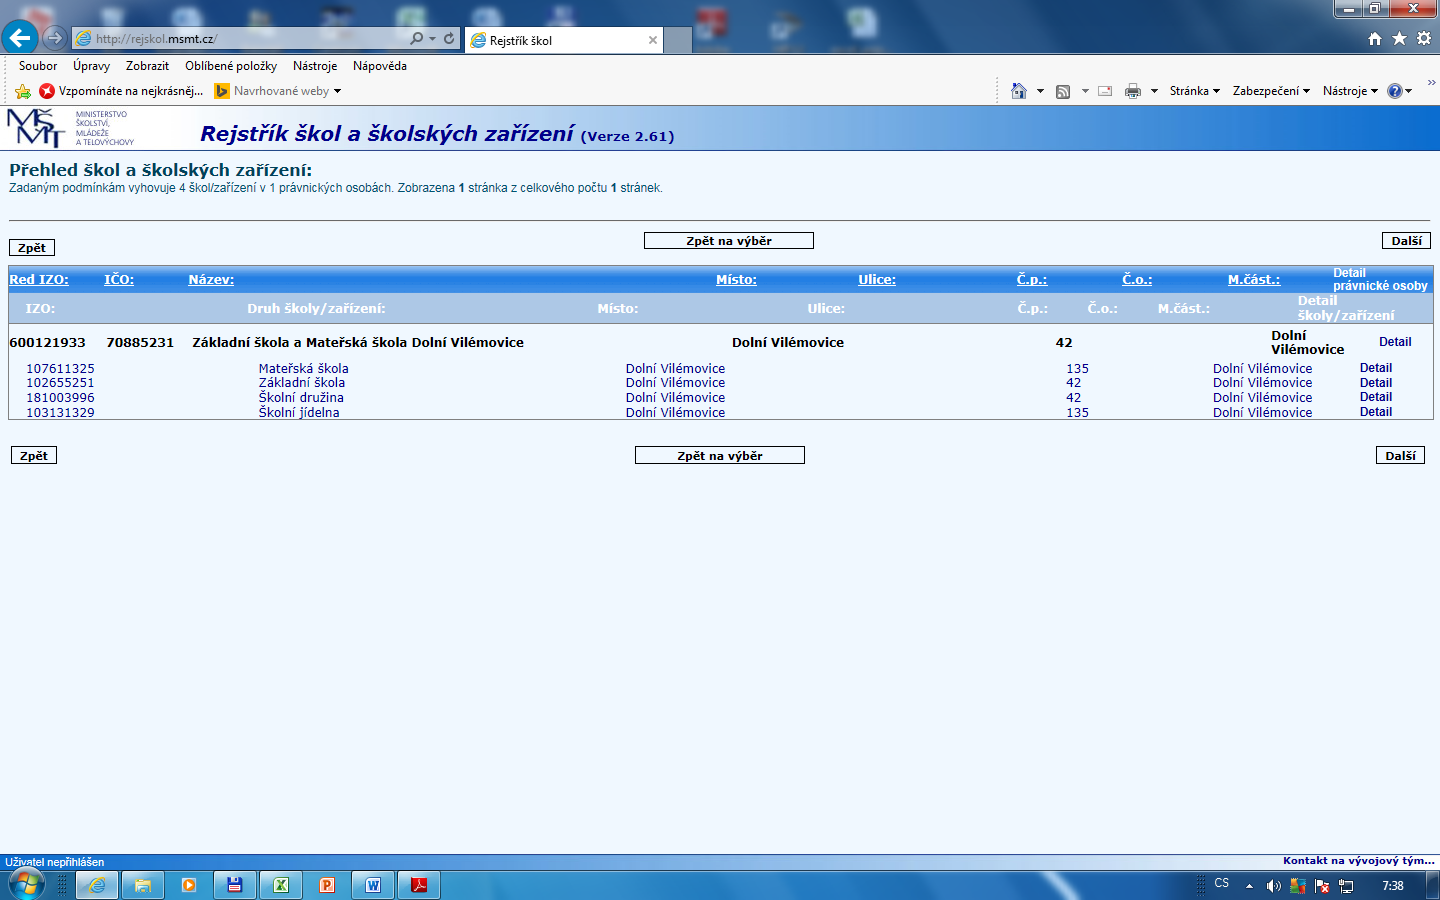 http://rejskol.msmt.cz/
Rejstřík škol
Soubor Úpravy Zobrazit Oblíbené položky Nástroje Nápověda
Vzpomínáte na nejkrásněj... Navrhované weby
Stránka Zabezpečení Nástroje
MŠMT
MINISTERSTVO
ŠKOLSTVÍ,
MLÁDEŽE
A TĚLOVÝCHOVY
Rejstřík škol a školských zařízení (Verze 2.61)
Přehled škol a školských zařízení:
Zadaným podmínkám vyhovuje 4 škol/zařízení v 1 právnických osobách. Zobrazena 1 stránka z celkového počtu 1 stránek.
Zpět Zpět na výběr Další
Red IZO: IČO: Název: Místo: Ulice: Č.p.: Č.o.: M.část.: Detail
právnické osoby
IZO: Druh školy/zařízení: Místo: Ulice: Č.p.: Č.o.: M.část.: Detail
školy/zařízení
600121933 70885231 Základní škola a Mateřská škola Dolní Vilémovice Dolní Vilémovice 42 Dolní
Vilémovice Detail
107611325 Mateřská škola Dolní Vilémovice 135 Dolní Vilémovice Detail
102655251 Základní škola Dolní Vilémovice 42 Dolní Vilémovice Detail
181003996 Školní družina Dolní Vilémovice 42 Dolní Vilémovice Detail
103131329 Školní jídelna Dolní Vilémovice 135 Dolní Vilémovice Detail
Zpět Zpět na výběr Další
Uživatel nepřihlášen Kontakt na vývojový tým...
CS 7:38